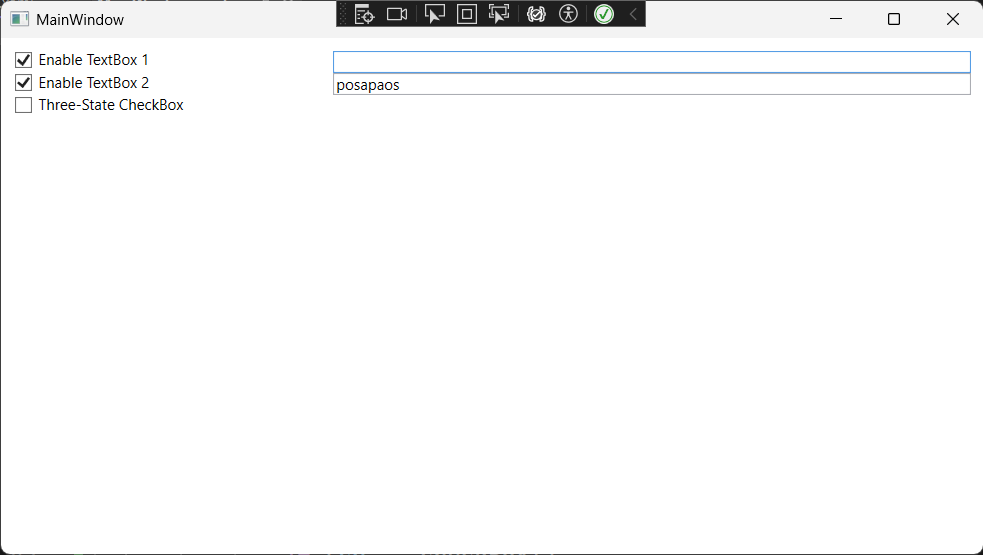 MainWindow
Enable TextBox 1
Enable TextBox 2
posapaos
Three-State CheckBox